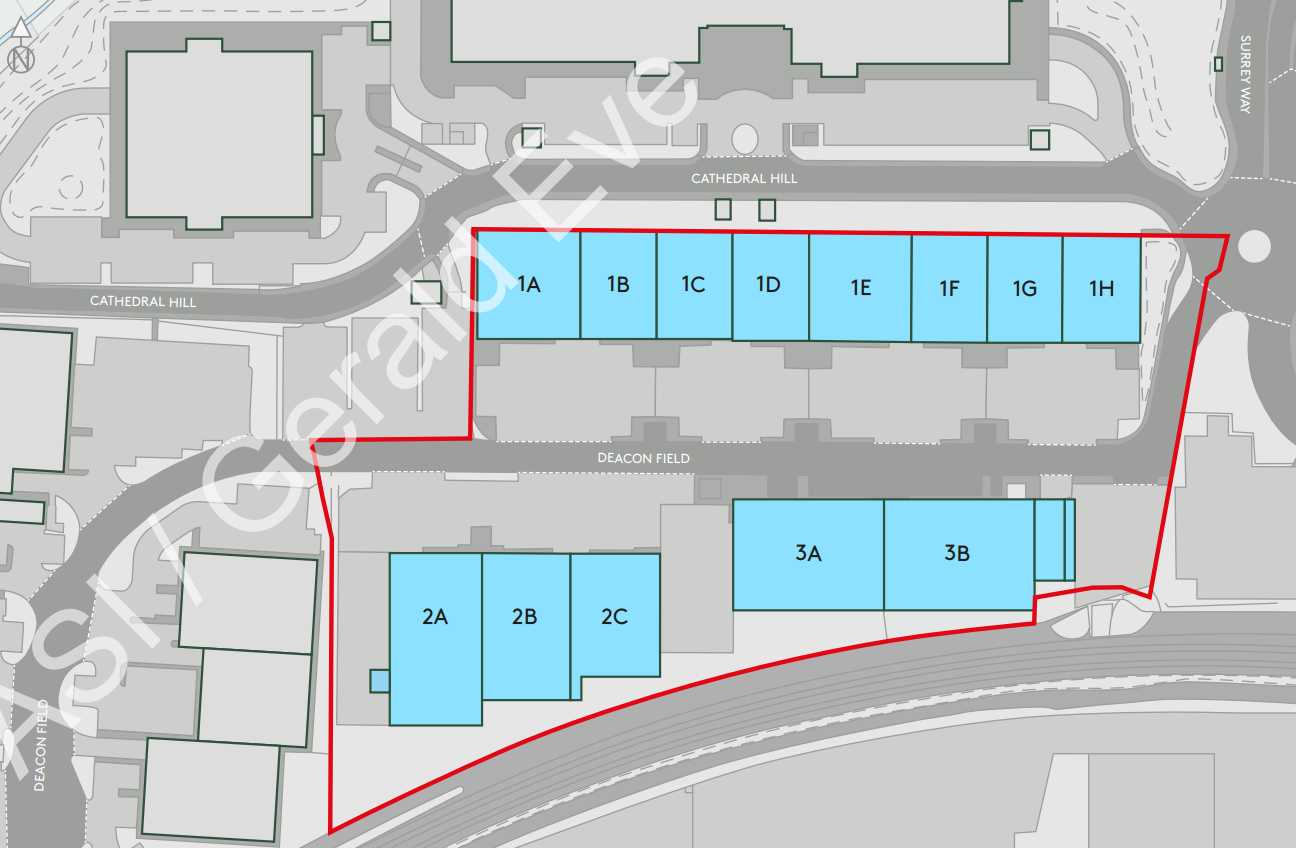 N
SURREY WAY
CATHEDRAL HILL
CATHEDRAL HILL
1A
1B
1C
1D
1E
1F
1G
1H
DEACON FIELD
3A
3B
2A
2B
2C
DEACON FIELD
ASI / Gerald Eve